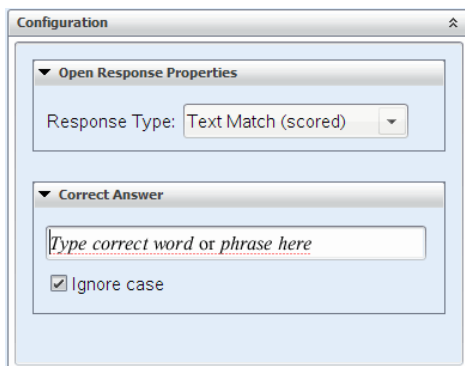 Configuration
Open Response Properties
Response Type: Text Match (scored)
Correct Answer
Type correct word or phrase here
Ignore case